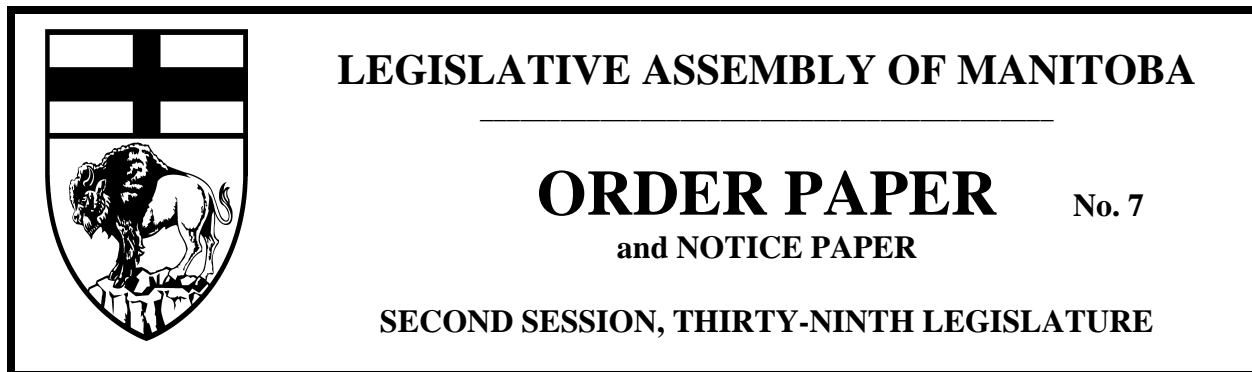 LEGISLATIVE ASSEMBLY OF MANITOBA
ORDER PAPER No. 7
and NOTICE PAPER
SECOND SESSION, THIRTY-NINTH LEGISLATURE